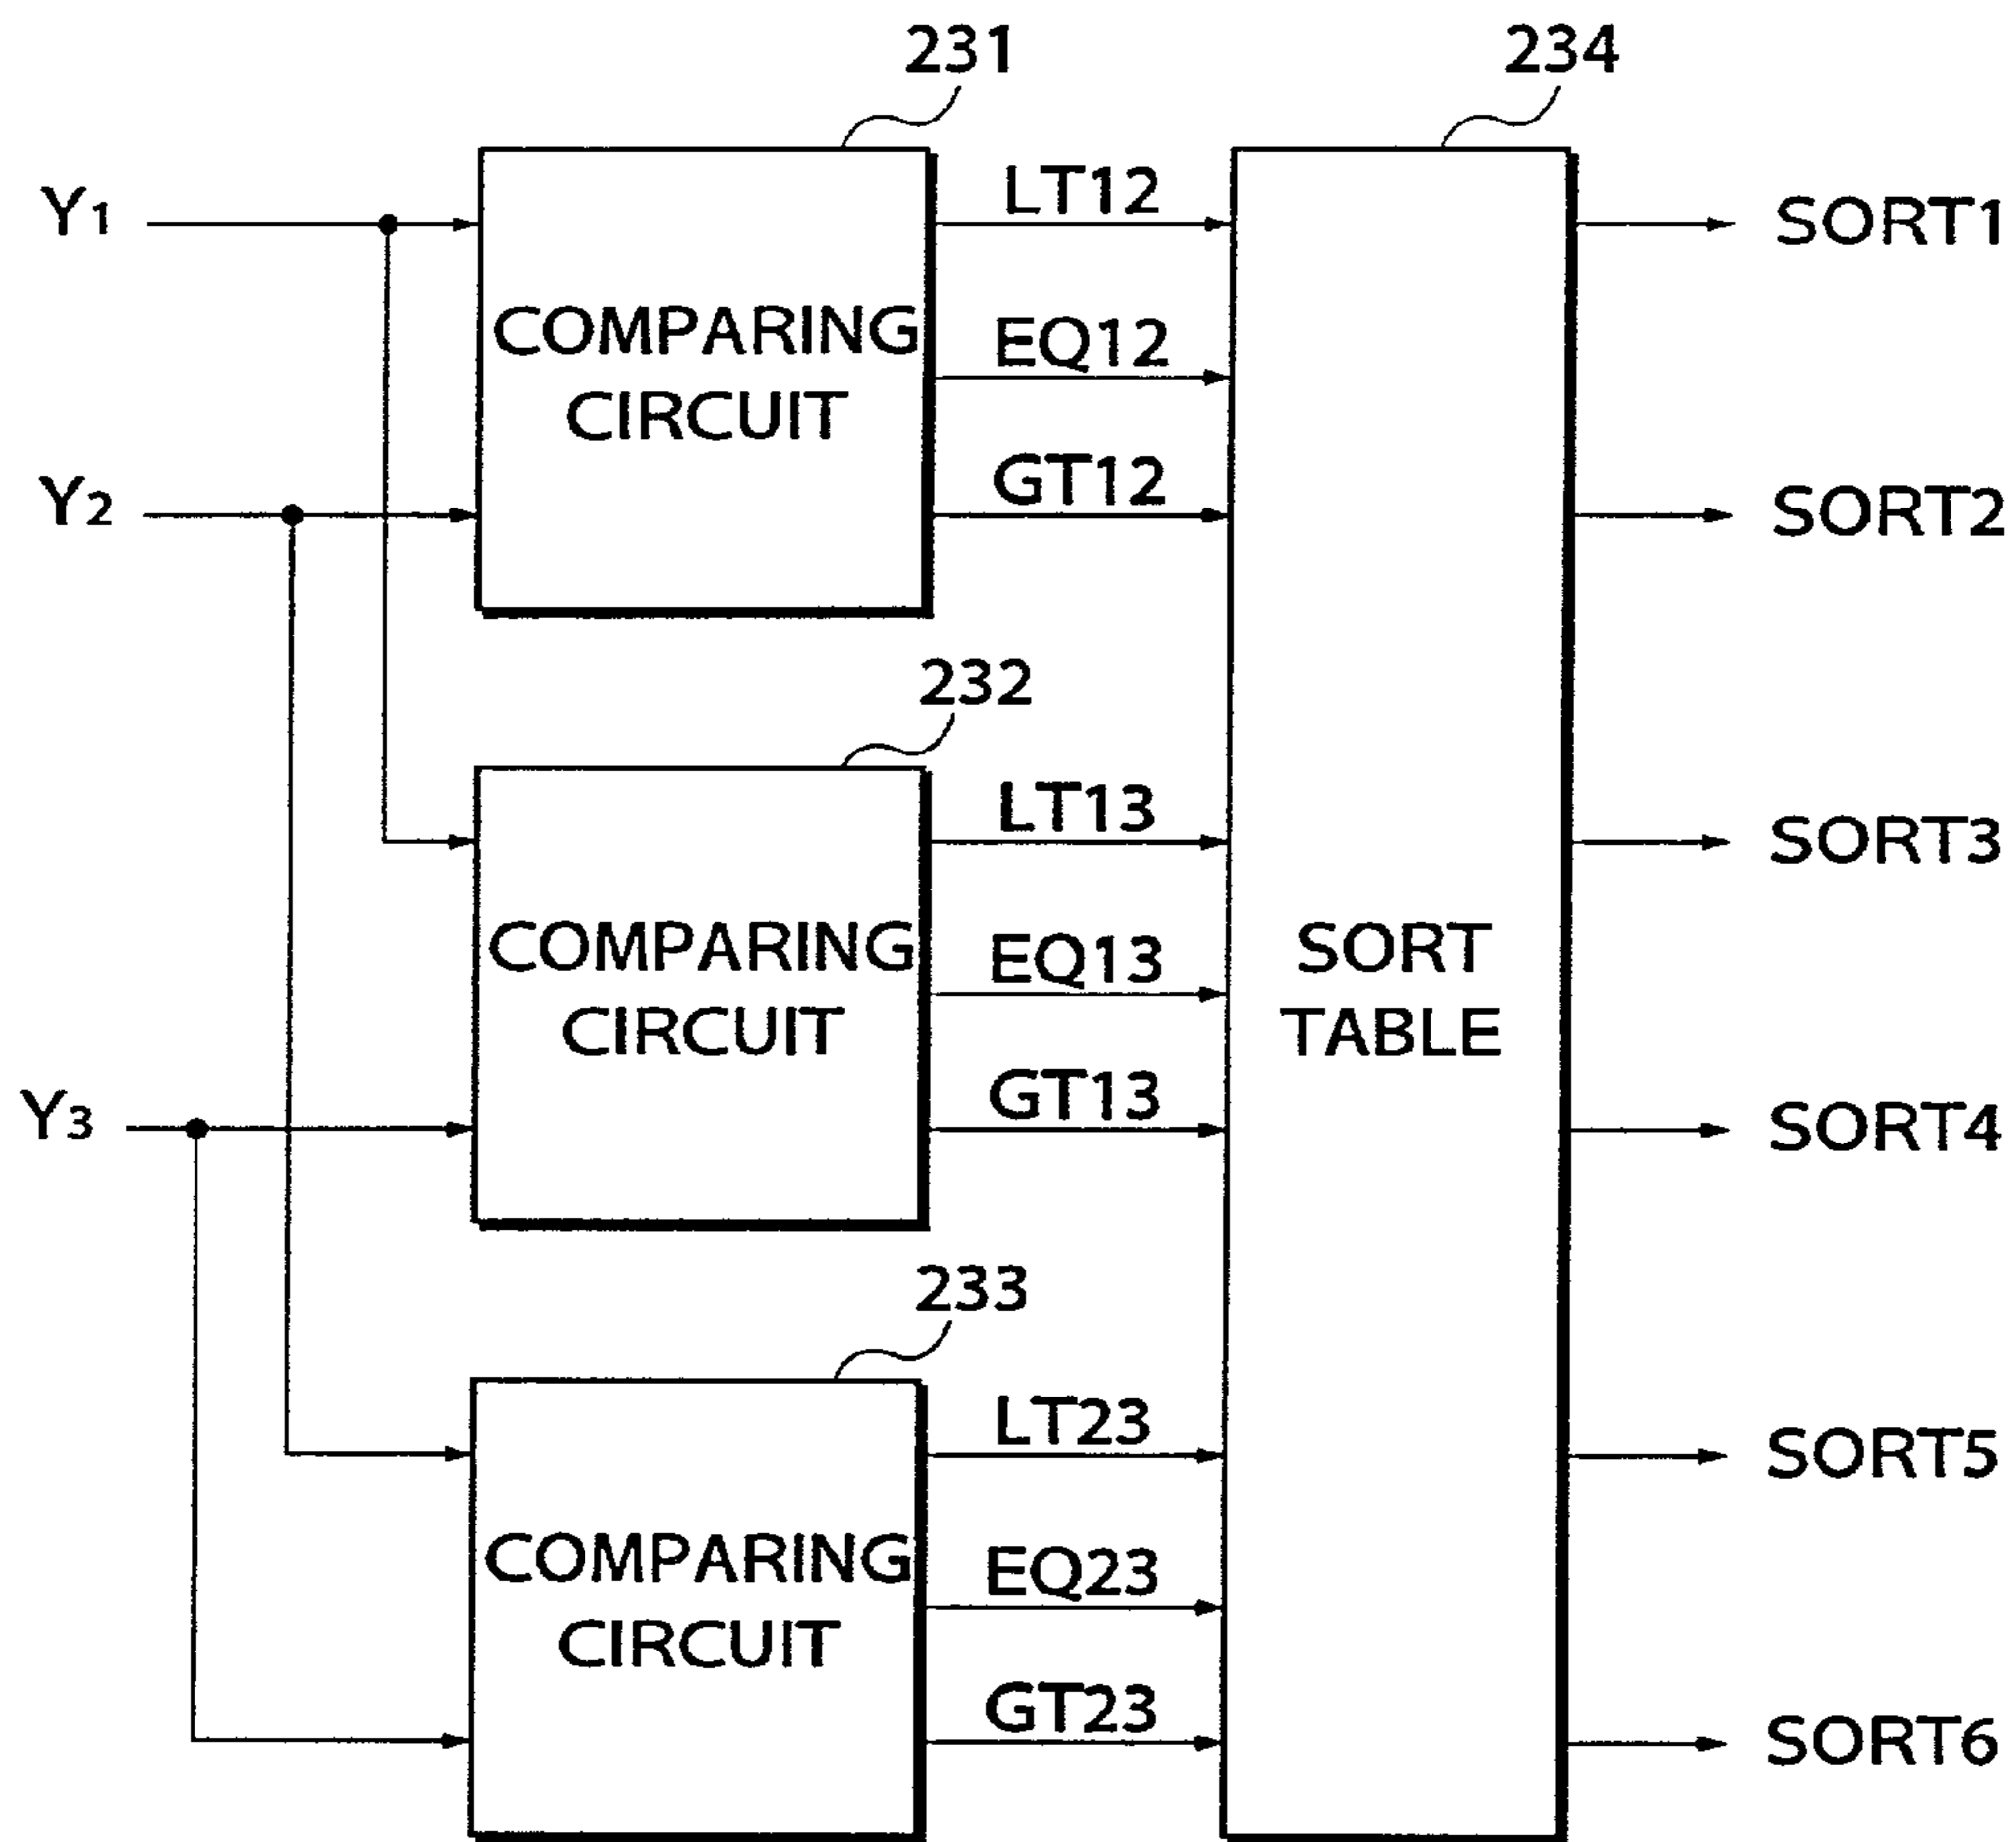 231
234
Y1
LT12
SORT1
COMPARING
CIRCUIT
EQ12
Y2
GT12
SORT2
232
LT13
SORT3
COMPARING
CIRCUIT
EQ13
SORT
TABLE
Y3
GT13
SORT4
233
LT23
SORT5
COMPARING
CIRCUIT
EQ23
GT23
SORT6